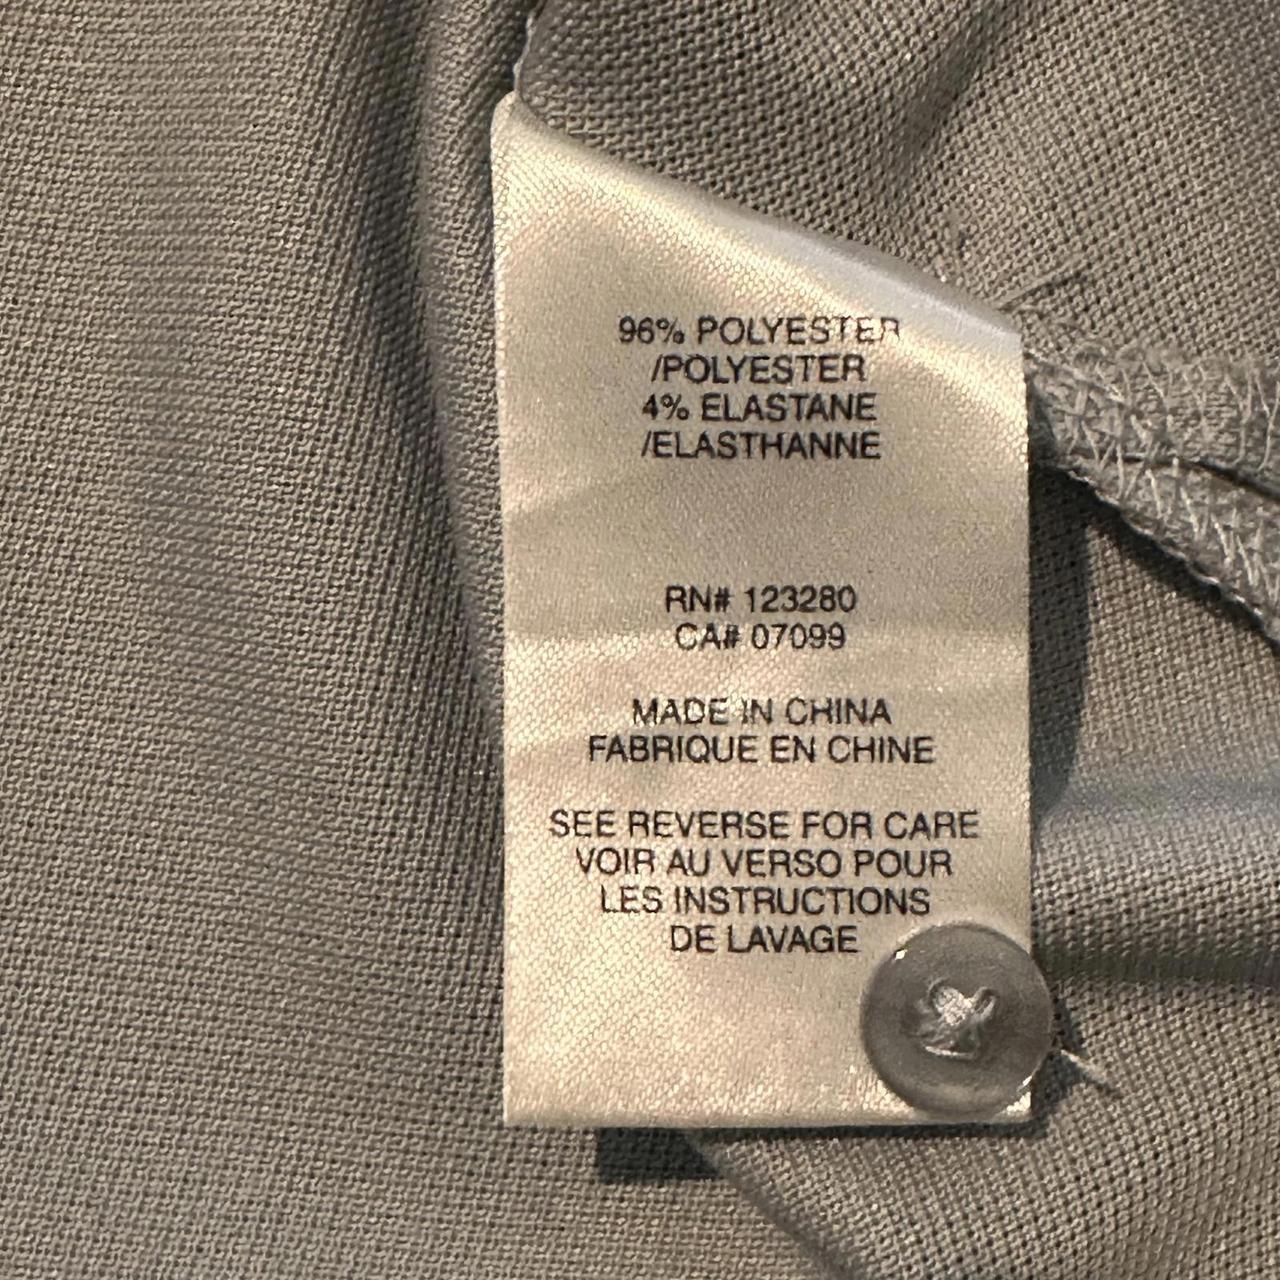 96% POLYESTER
/POLYESTER
4% ELASTANE
/ELASTHANNE
RN# 123280
CA# 07099
MADE IN CHINA
FABRIQUE EN CHINE
SEE REVERSE FOR CARE
VOIR AU VERSO POUR
LES INSTRUCTIONS
DE LAVAGE